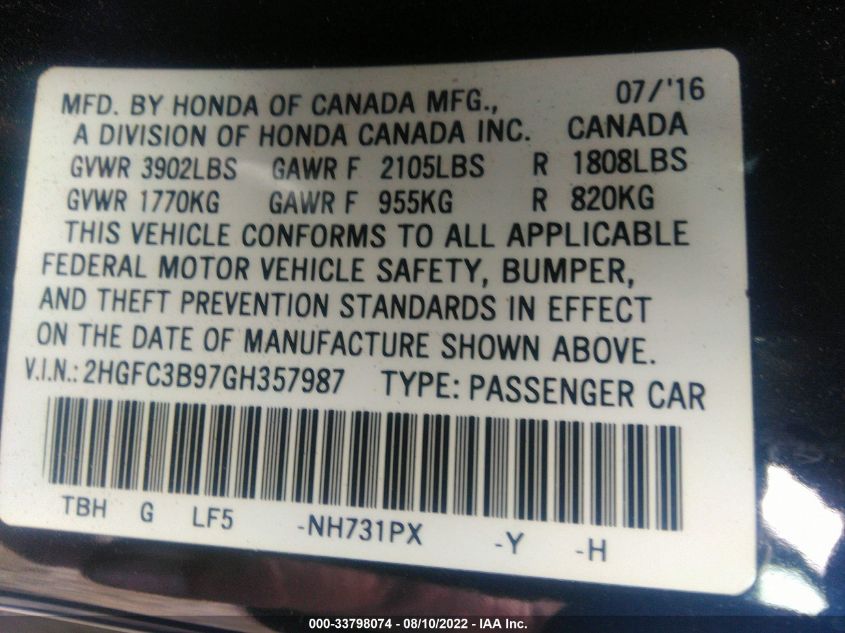 MFD. BY HONDA OF CANADA MFG., 07/'16
A DIVISION OF HONDA CANADA INC. CANADA
GVWR 3902LBS GAWR F 2105LBS R 1808LBS
GVWR 1770KG GAWR F 955KG R 820KG
THIS VEHICLE CONFORMS TO ALL APPLICABLE
FEDERAL MOTOR VEHICLE SAFETY, BUMPER,
AND THEFT PREVENTION STANDARDS IN EFFECT
ON THE DATE OF MANUFACTURE SHOWN ABOVE.
V.I.N.: 2HGFC3B97GH357987 TYPE: PASSENGER CAR
TBH G LF5 -NH731PX -Y -H
000-33798074 - 08/10/2022 - IAA Inc.